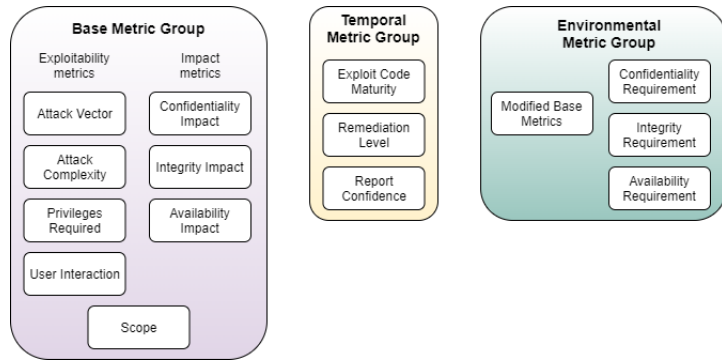 Base Metric Group
Exploitability
metrics
Impact
metrics
Attack Vector
Confidentiality
Impact
Attack
Complexity
Integrity Impact
Privileges
Required
Availability
Impact
User Interaction
Scope
Temporal
Metric Group
Exploit Code
Maturity
Remediation
Level
Report
Confidence
Environmental
Metric Group
Modified Base
Metrics
Confidentiality
Requirement
Integrity
Requirement
Availability
Requirement